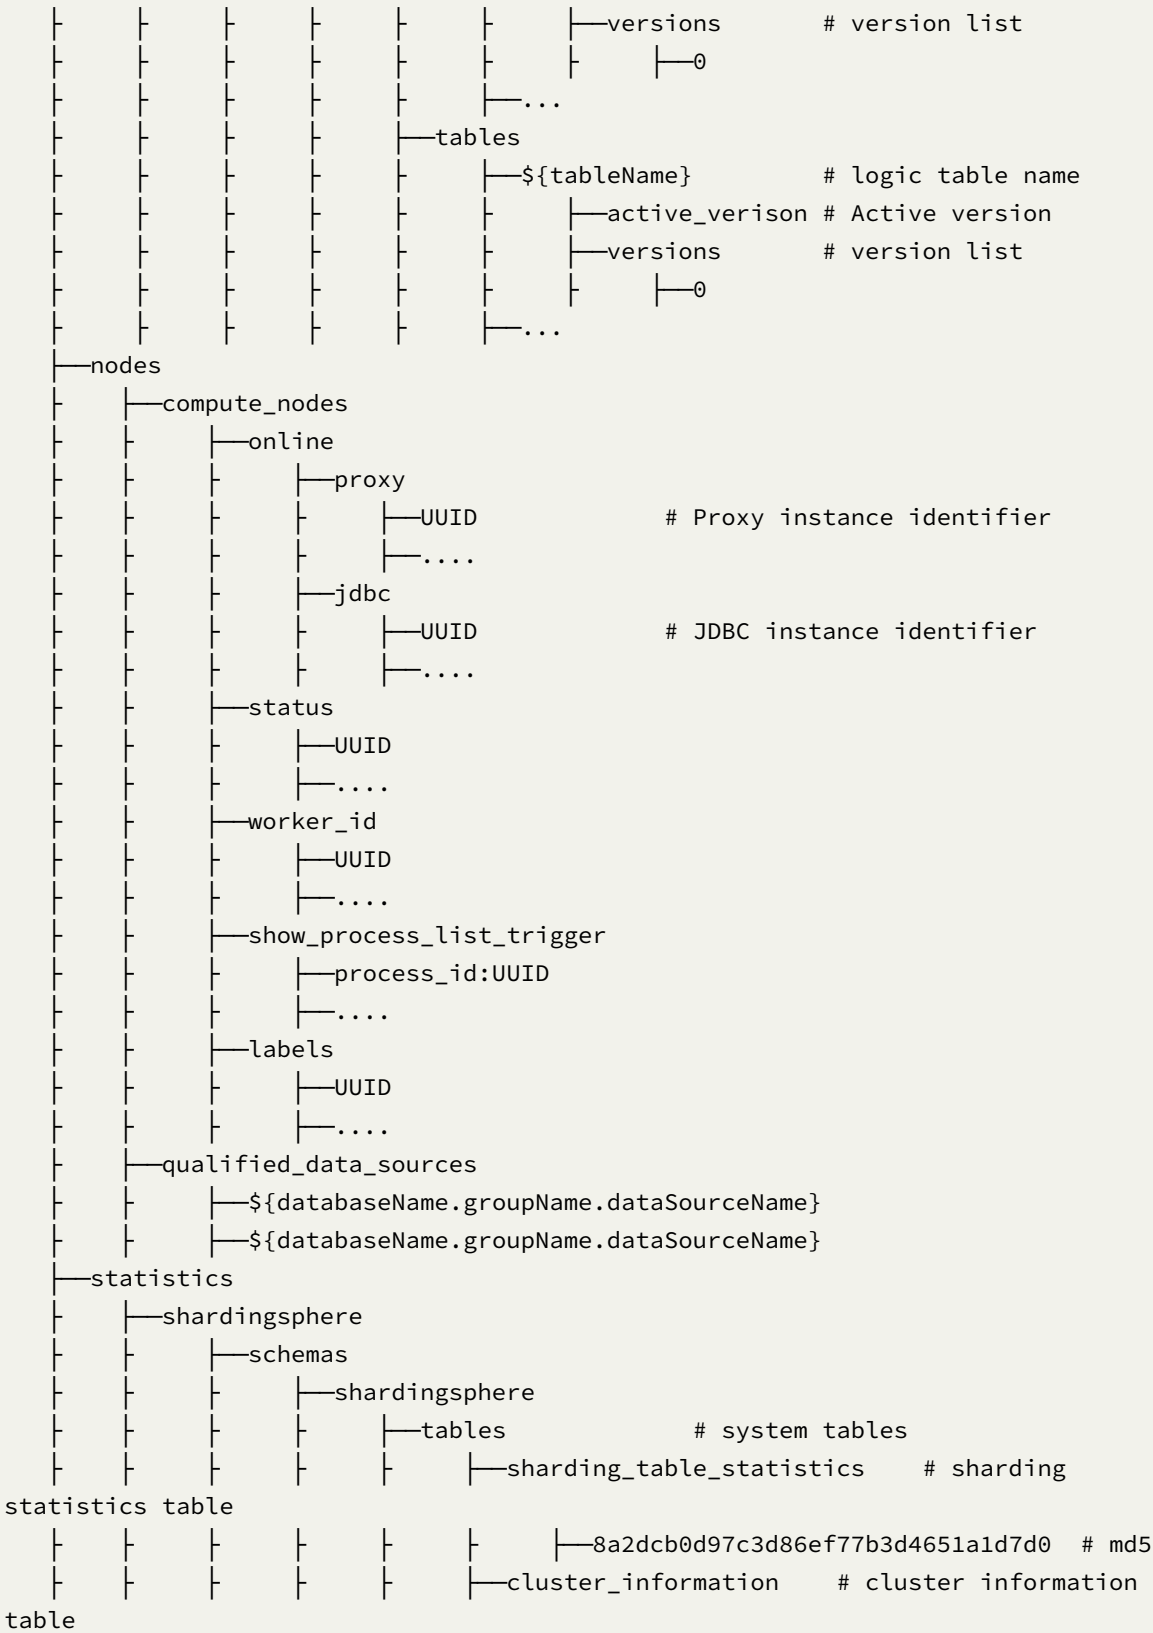 ├      ├     ├     ├     ├     ├     ├──versions       # version list
├      ├     ├     ├     ├     ├     ├     ├──0
├      ├     ├     ├     ├     ├──...
├      ├     ├     ├     ├──tables
├      ├     ├     ├     ├     ├──${tableName}         # logic table name
├      ├     ├     ├     ├     ├     ├──active_verison # Active version
├      ├     ├     ├     ├     ├     ├──versions       # version list
├      ├     ├     ├     ├     ├     ├     ├──0
├      ├     ├     ├     ├     ├──...
├──nodes
├    ├──compute_nodes
├    ├     ├──online
├    ├     ├     ├──proxy
├    ├     ├     ├     ├──UUID             # Proxy instance identifier
├    ├     ├     ├     ├──....
├    ├     ├     ├──jdbc
├    ├     ├     ├     ├──UUID             # JDBC instance identifier
├    ├     ├     ├     ├──....
├    ├     ├──status
├    ├     ├     ├──UUID
├    ├     ├     ├──....
├    ├     ├──worker_id
├    ├     ├     ├──UUID
├    ├     ├     ├──....
├    ├     ├──show_process_list_trigger
├    ├     ├     ├──process_id:UUID
├    ├     ├     ├──....
├    ├     ├──labels
├    ├     ├     ├──UUID
├    ├     ├     ├──....
├    ├──qualified_data_sources
├    ├     ├──${databaseName.groupName.dataSourceName}
├    ├     ├──${databaseName.groupName.dataSourceName}
├──statistics
├    ├──shardingsphere
├    ├     ├──schemas
├    ├     ├     ├──shardingsphere
├    ├     ├     ├     ├──tables             # system tables
├    ├     ├     ├     ├     ├──sharding_table_statistics    # sharding
statistics table
├    ├     ├     ├     ├     ├     ├──8a2dcb0d97c3d86ef77b3d4651a1d7d0  # md5
├    ├     ├     ├     ├     ├──cluster_information    # cluster information
table